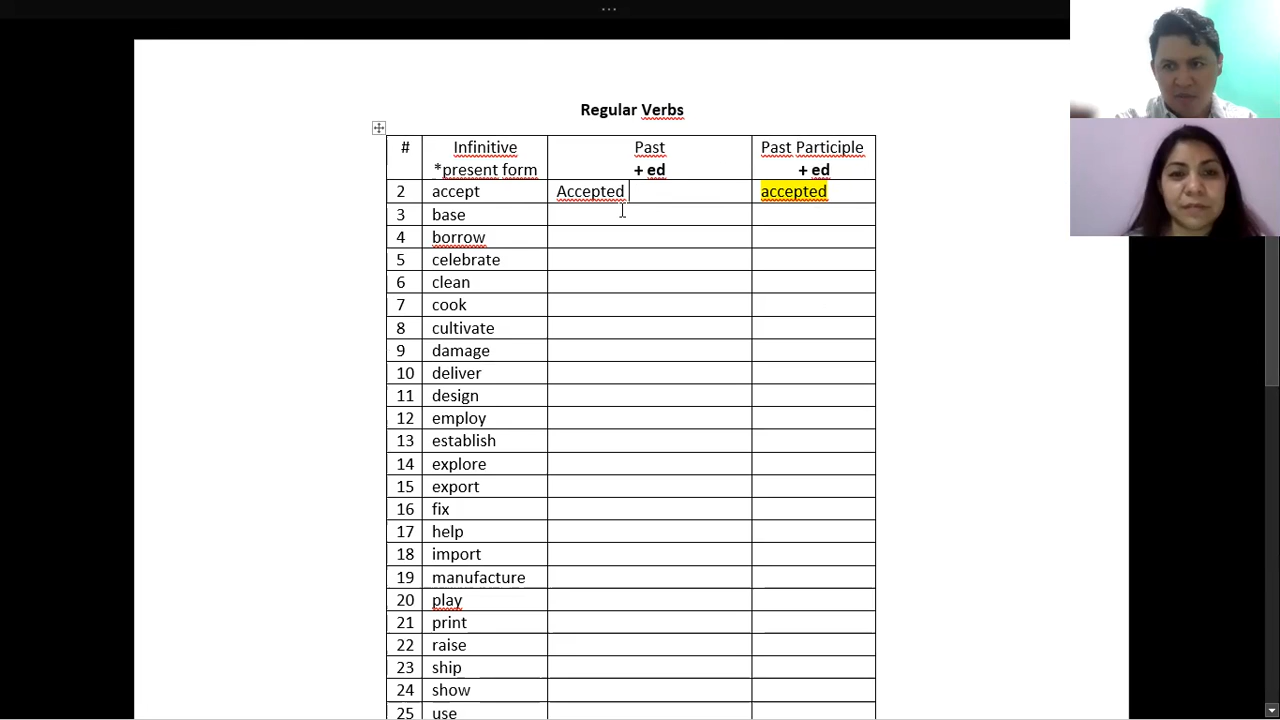 Regular Verbs
# Infinitive Past Past Participle
*present form + ed + ed
2 accept Accepted accepted
3 base
4 borrow
5 celebrate
6 clean
7 cook
8 cultivate
9 damage
10 deliver
11 design
12 employ
13 establish
14 explore
15 export
16 fix
17 help
18 import
19 manufacture
20 play
21 print
22 raise
23 ship
24 show
25 use